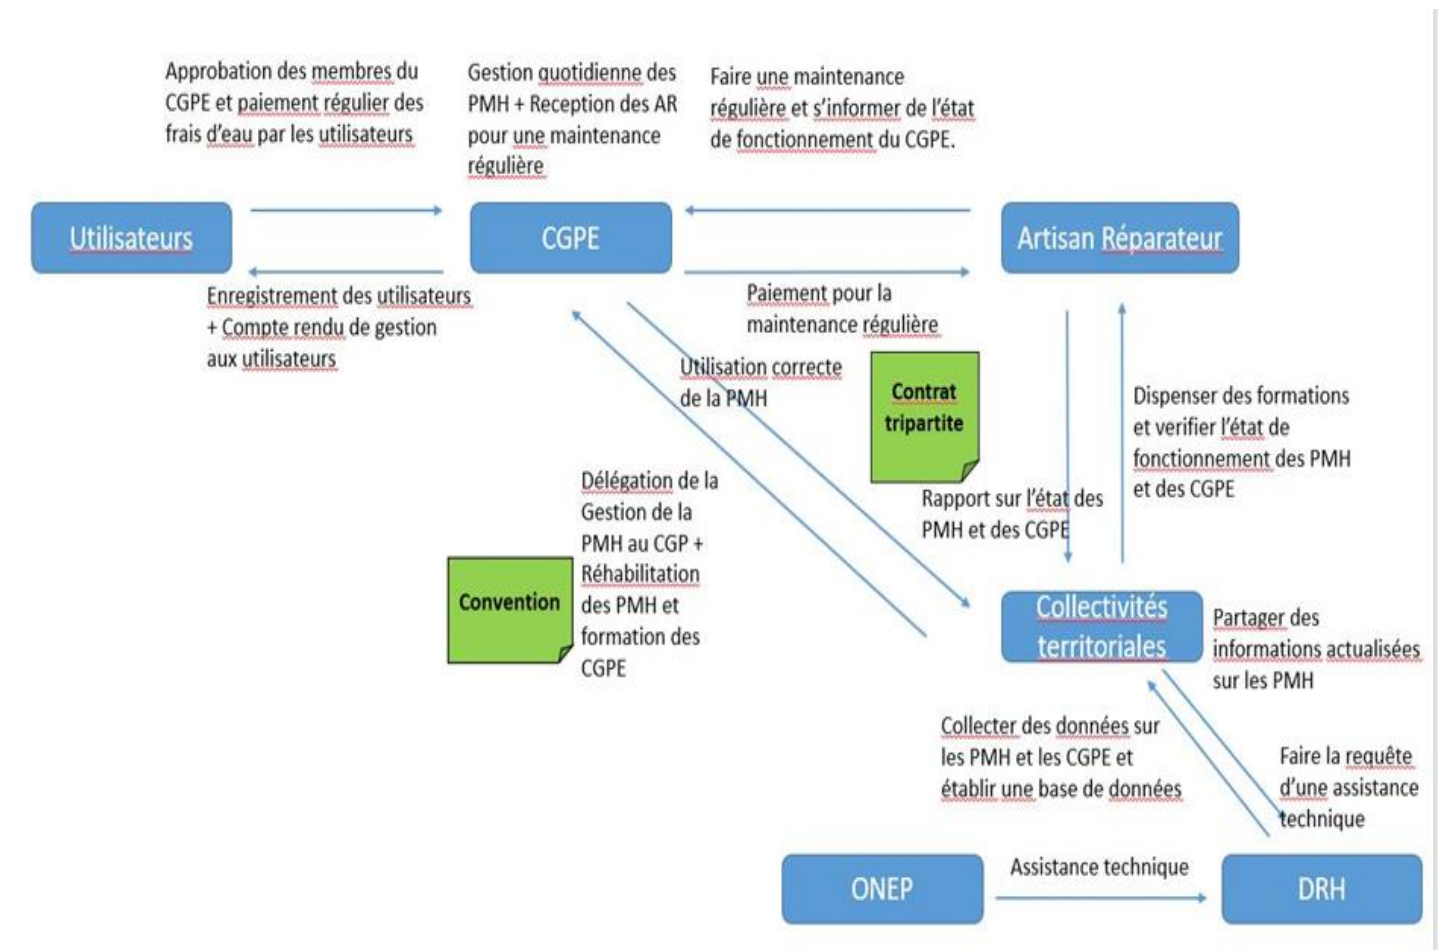 Approbation des membres du
CGPE et paiement régulier des
frais d'eau par les utilisateurs
Gestion quotidienne des
PMH + Reception des AR
pour une maintenance
régulière
Faire une maintenance
régulière et s'informer de l'état
de fonctionnement du CGPE.
Utilisateurs
CGPE
Artisan Réparateur
Enregistrement des utilisateurs
+ Compte rendu de gestion
aux utilisateurs
Paiement pour la
maintenance régulière
Utilisation correcte
de la PMH
Contrat
tripartite
Dispenser des formations
et verifier l'état de
fonctionnement des PMH
et des CGPE
Rapport sur l'état des
PMH et des CGPE
Délégation de la
Gestion de la
PMH au CGP +
Réhabilitation
des PMH et
formation des
CGPE
Convention
Collectivités
territoriales
Partager des
informations actualisées
sur les PMH
Collecter des données sur
les PMH et les CGPE et
établir une base de données
Faire la requête
d'une assistance
technique
ONEP
Assistance technique
DRH